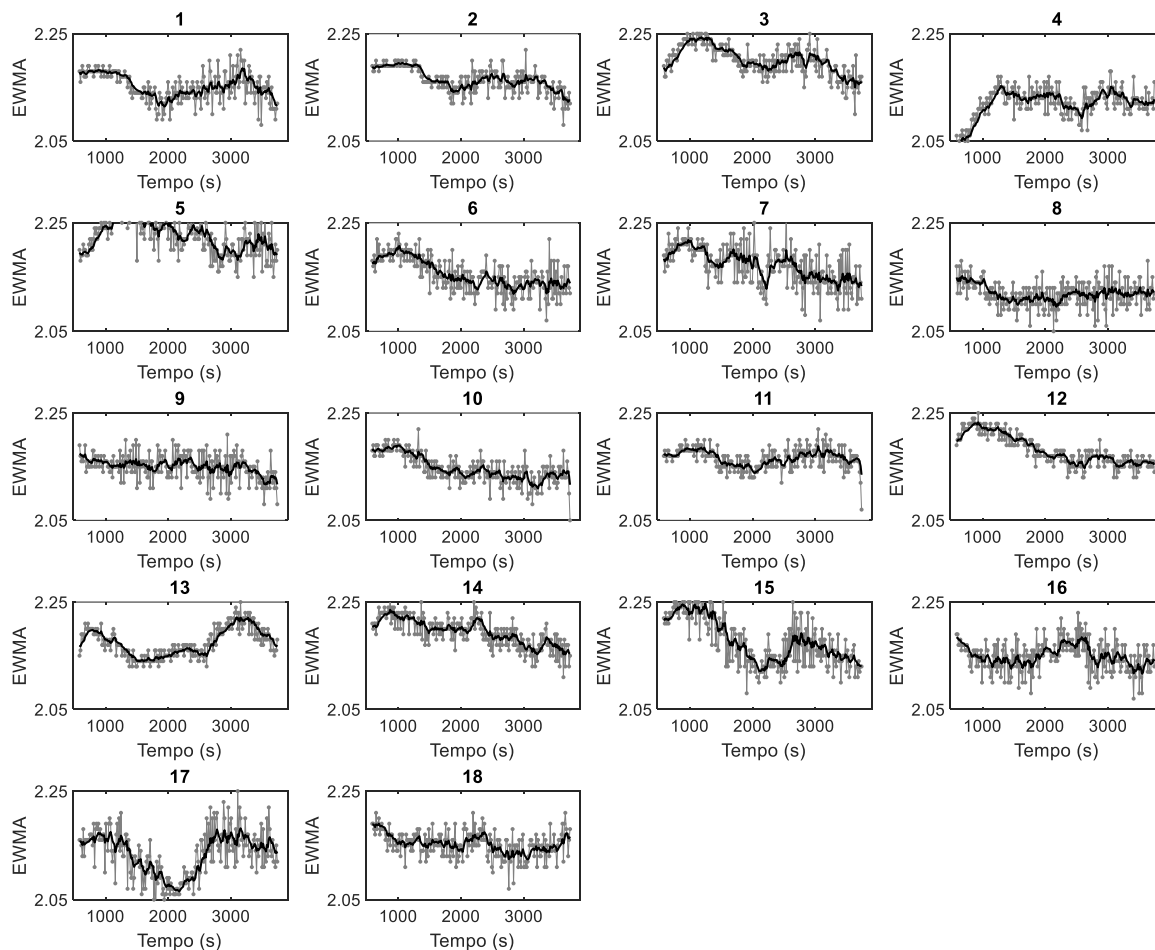 1 2 3 4
2.25 2.25 2.25 2.25
EWMA EWMA EWMA EWMA
2.05 2.05 2.05 2.05
1000 2000 3000 1000 2000 3000 1000 2000 3000 1000 2000 3000
Tempo (s) Tempo (s) Tempo (s) Tempo (s)
5 6 7 8
2.25 2.25 2.25 2.25
EWMA EWMA EWMA EWMA
2.05 2.05 2.05 2.05
1000 2000 3000 1000 2000 3000 1000 2000 3000 1000 2000 3000
Tempo (s) Tempo (s) Tempo (s) Tempo (s)
9 10 11 12
2.25 2.25 2.25 2.25
EWMA EWMA EWMA EWMA
2.05 2.05 2.05 2.05
1000 2000 3000 1000 2000 3000 1000 2000 3000 1000 2000 3000
Tempo (s) Tempo (s) Tempo (s) Tempo (s)
13 14 15 16
2.25 2.25 2.25 2.25
EWMA EWMA EWMA EWMA
2.05 2.05 2.05 2.05
1000 2000 3000 1000 2000 3000 1000 2000 3000 1000 2000 3000
Tempo (s) Tempo (s) Tempo (s) Tempo (s)
17 18
2.25 2.25
EWMA EWMA
2.05 2.05
1000 2000 3000 1000 2000 3000
Tempo (s) Tempo (s)